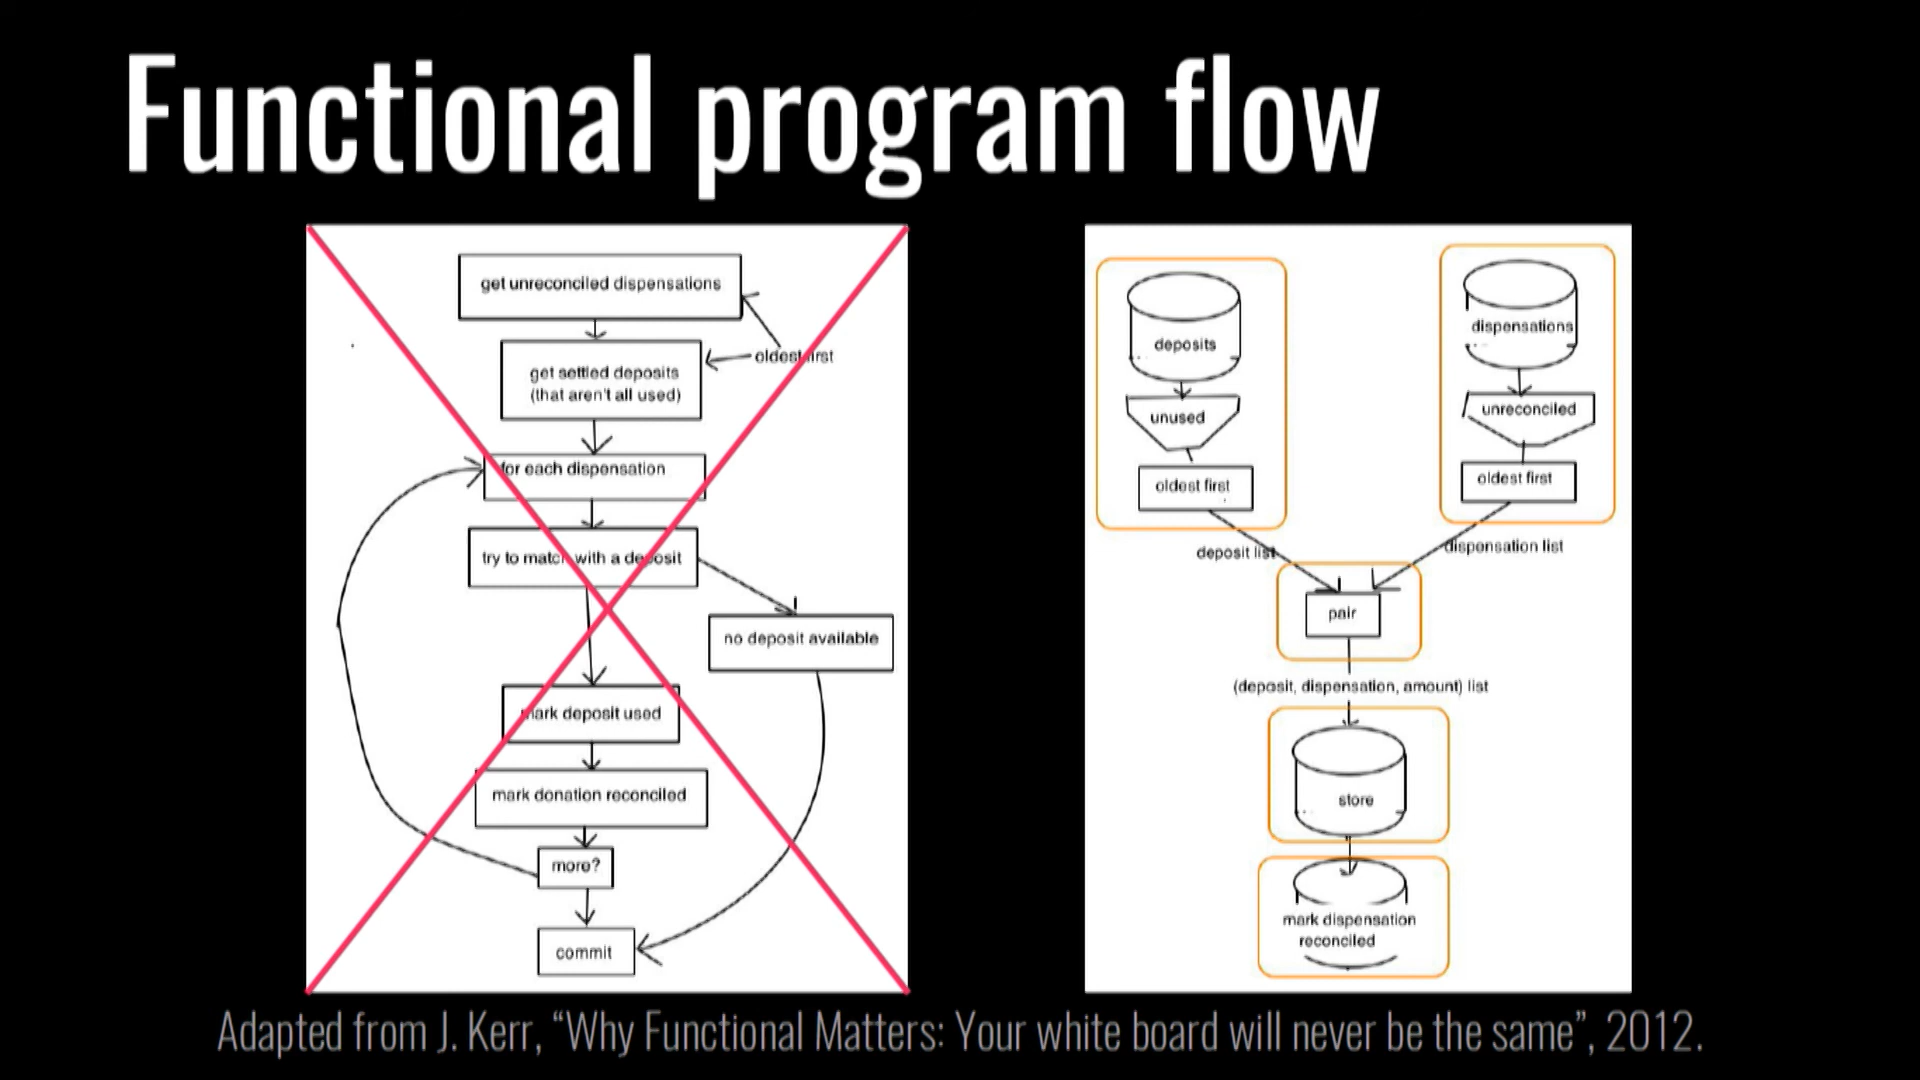 Functional program flow
get unreconciled dispensations
oldest first
get settled deposits
(that aren't all used)
for each dispensation
try to match with a deposit
no deposit available
mark deposit used
mark donation reconciled
more?
commit
deposits
unused
oldest first
dispensations
unreconciled
oldest first
deposit list
dispensation list
pair
(deposit, dispensation, amount) list
store
mark dispensation
reconciled
Adapted from J. Kerr, “Why Functional Matters: Your white board will never be the same”, 2012.